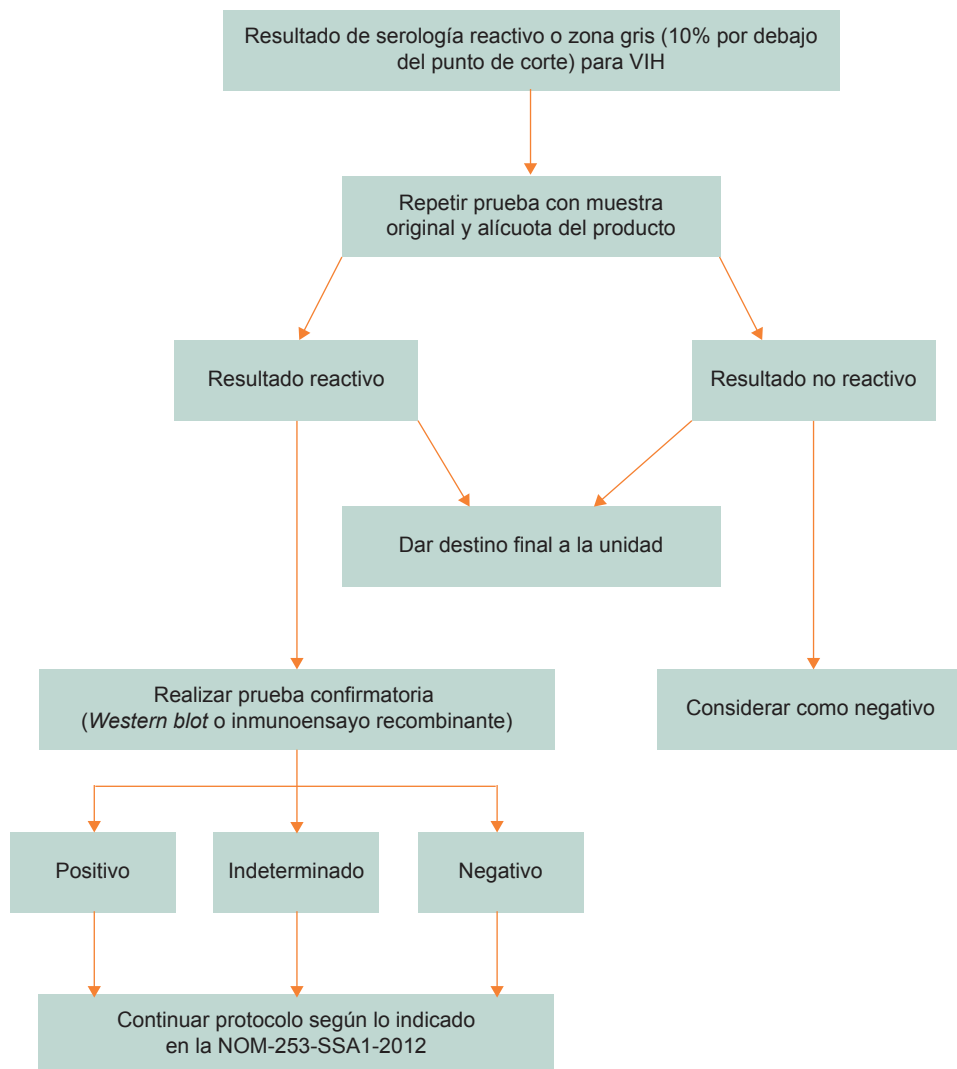 Resultado de serología reactivo o zona gris (10% por debajo
del punto de corte) para VIH
Repetir prueba con muestra
original y alícuota del producto
Resultado reactivo
Resultado no reactivo
Dar destino final a la unidad
Realizar prueba confirmatoria
(Western blot o inmunoensayo recombinante)
Considerar como negativo
Positivo
Indeterminado
Negativo
Continuar protocolo según lo indicado
en la NOM-253-SSA1-2012